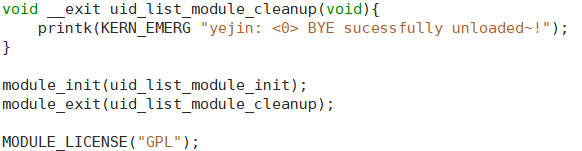 void __exit uid_list_module_cleanup(void){
    printk(KERN_EMERG "yejin: <0> BYE sucessfully unloaded~!");
}

module_init(uid_list_module_init);
module_exit(uid_list_module_cleanup);

MODULE_LICENSE("GPL");